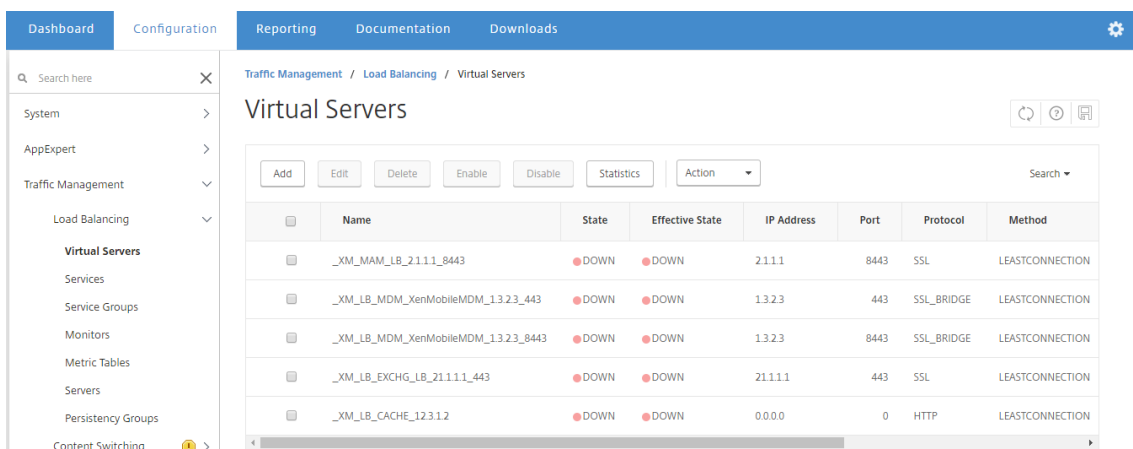 Dashboard Configuration Reporting Documentation Downloads
Search here
System
AppExpert
Traffic Management
Load Balancing
Virtual Servers
Services
Service Groups
Monitors
Metric Tables
Servers
Persistency Groups
Content Switching
Traffic Management / Load Balancing / Virtual Servers
Virtual Servers
Add Edit Delete Enable Disable Statistics Action Search
Name State Effective State IP Address Port Protocol Method
_XM_MAM_LB_2.1.1.1_8443 DOWN DOWN 2.1.1.1 8443 SSL LEASTCONNECTION
_XM_LB_MDM_XenMobileMDM_1.3.2.3_443 DOWN DOWN 1.3.2.3 443 SSL_BRIDGE LEASTCONNECTION
_XM_LB_MDM_XenMobileMDM_1.3.2.3_8443 DOWN DOWN 1.3.2.3 8443 SSL_BRIDGE LEASTCONNECTION
_XM_LB_EXCHG_LB_21.1.1.1_443 DOWN DOWN 21.1.1.1 443 SSL LEASTCONNECTION
_XM_LB_CACHE_12.3.1.2 DOWN DOWN 0.0.0.0 0 HTTP LEASTCONNECTION